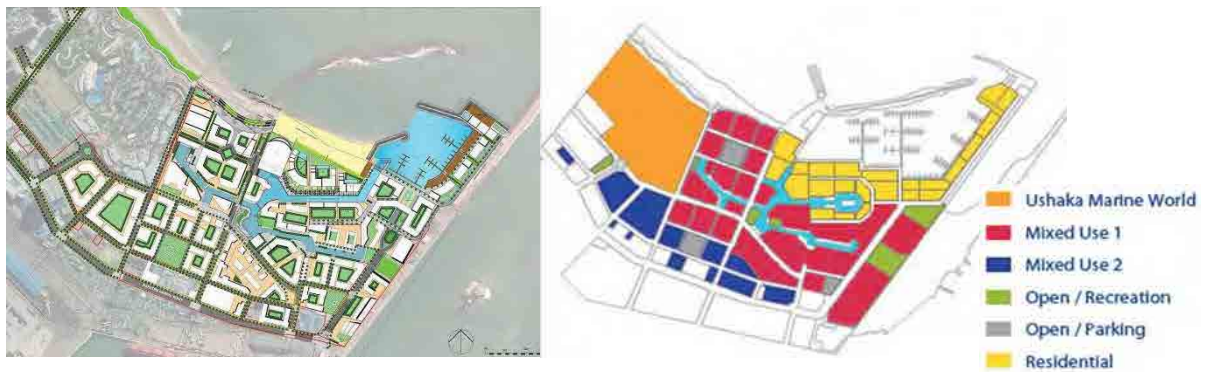 Ushaka Marine World
Mixed Use 1
Mixed Use 2
Open / Recreation
Open / Parking
Residential